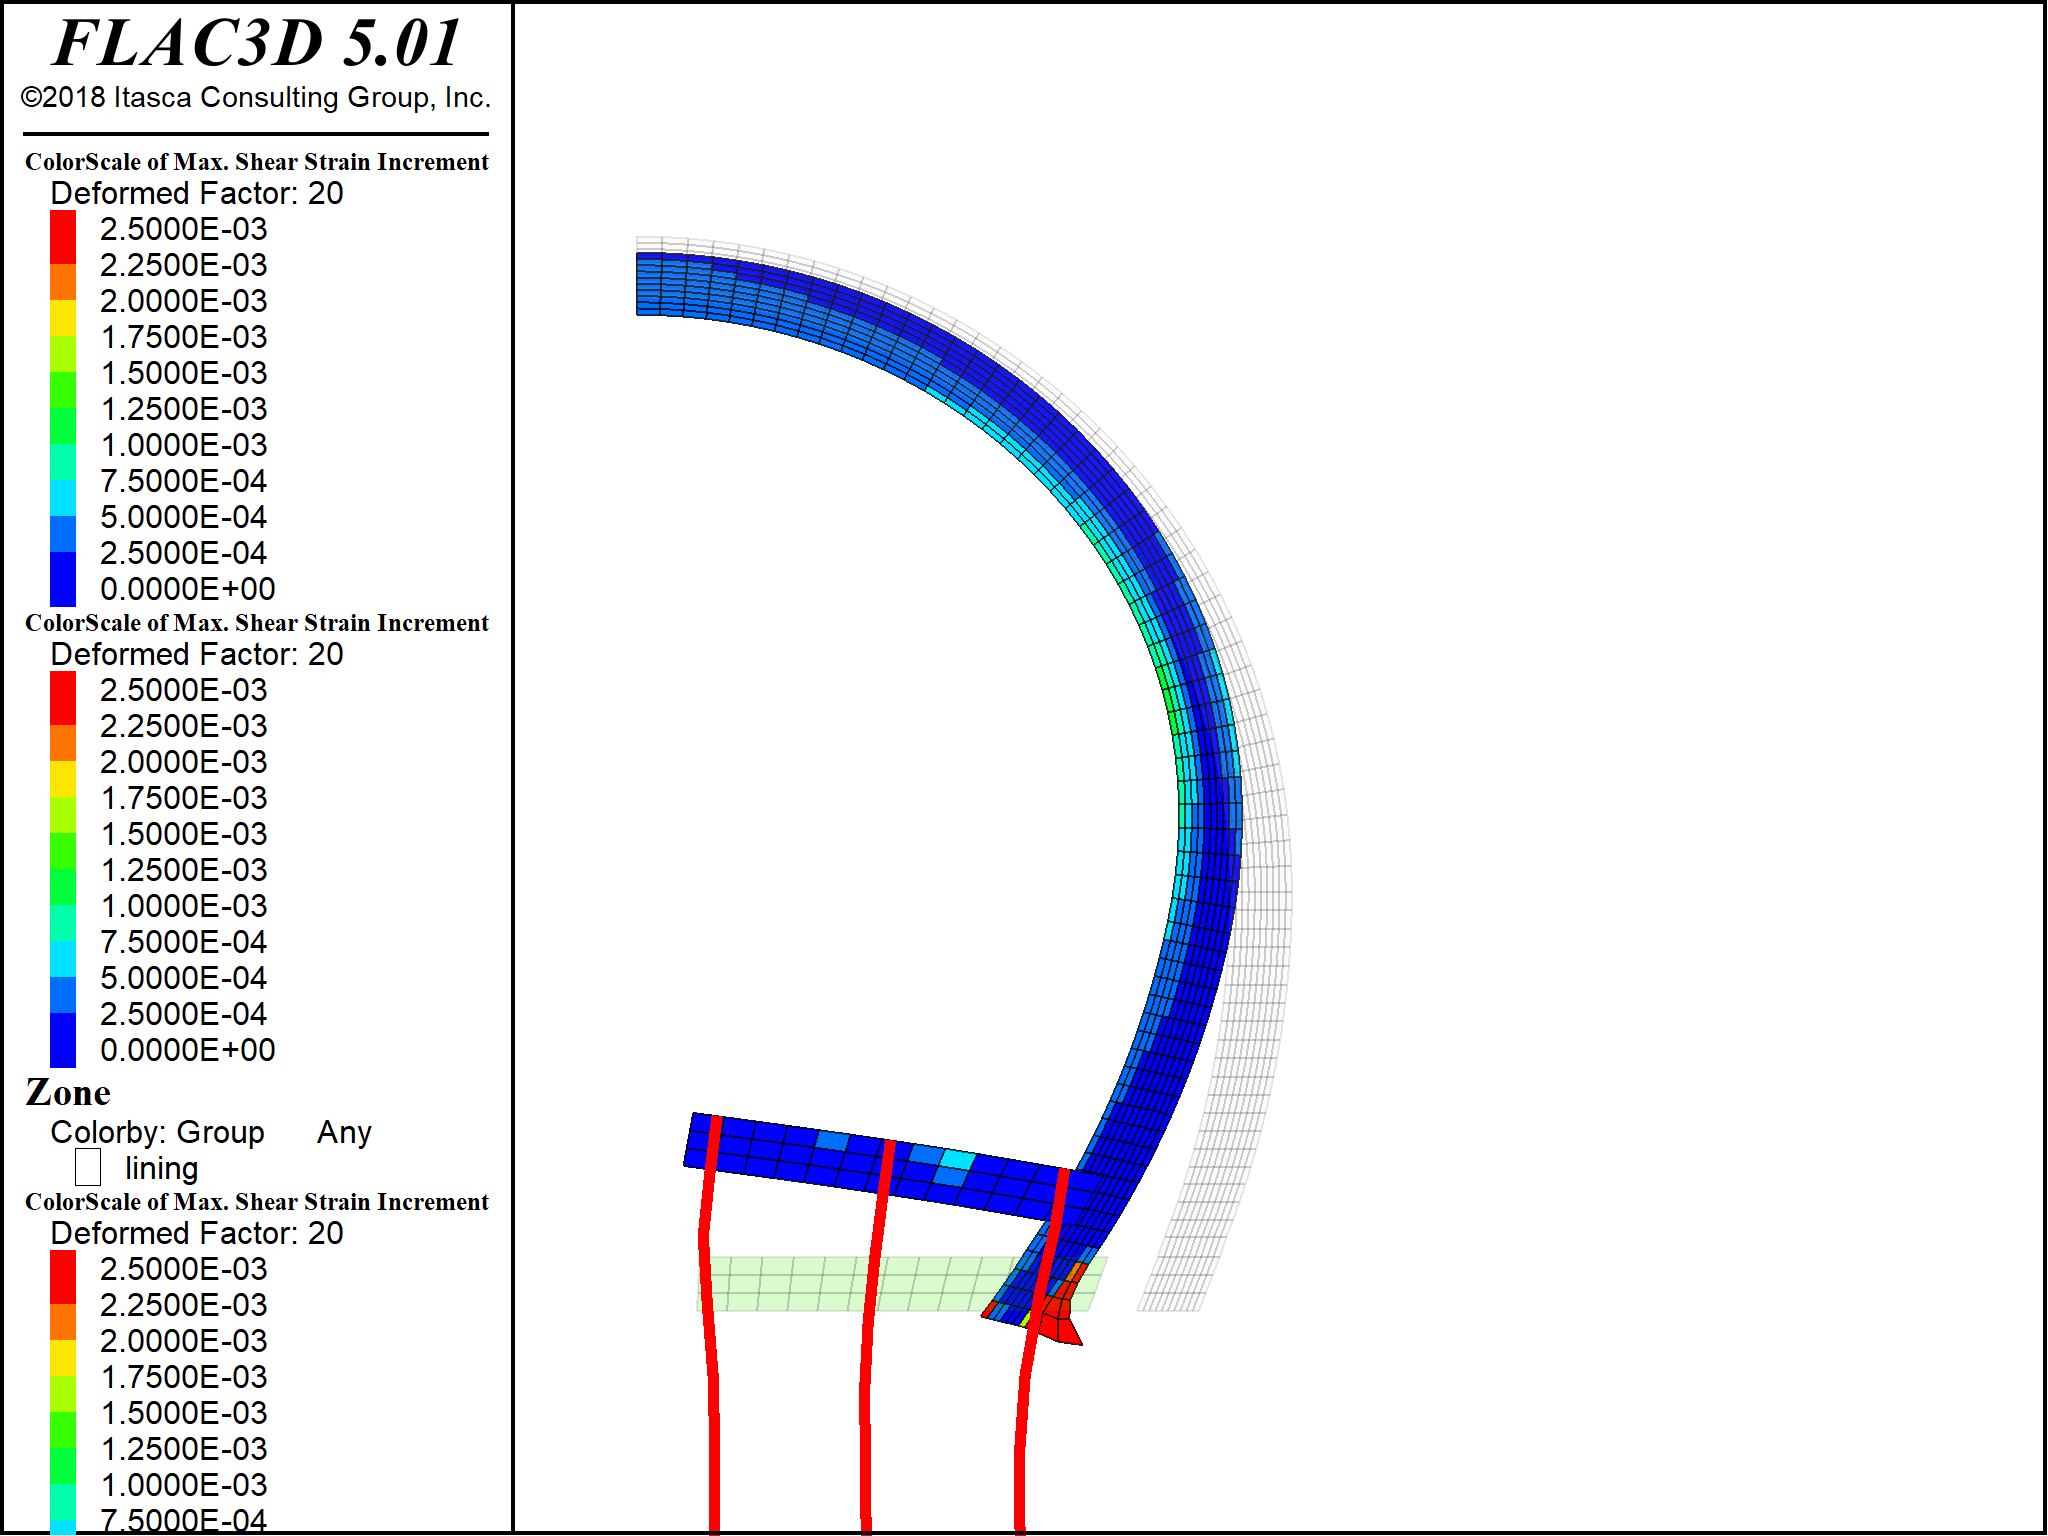 FLAC3D 5.01
©2018 Itasca Consulting Group, Inc.
ColorScale of Max. Shear Strain Increment
Deformed Factor: 20
2.5000E-03
2.2500E-03
2.0000E-03
1.7500E-03
1.5000E-03
1.2500E-03
1.0000E-03
7.5000E-04
5.0000E-04
2.5000E-04
0.0000E+00
ColorScale of Max. Shear Strain Increment
Deformed Factor: 20
2.5000E-03
2.2500E-03
2.0000E-03
1.7500E-03
1.5000E-03
1.2500E-03
1.0000E-03
7.5000E-04
5.0000E-04
2.5000E-04
0.0000E+00
Zone
Colorby: Group Any
lining
ColorScale of Max. Shear Strain Increment
Deformed Factor: 20
2.5000E-03
2.2500E-03
2.0000E-03
1.7500E-03
1.5000E-03
1.2500E-03
1.0000E-03
7.5000E-04